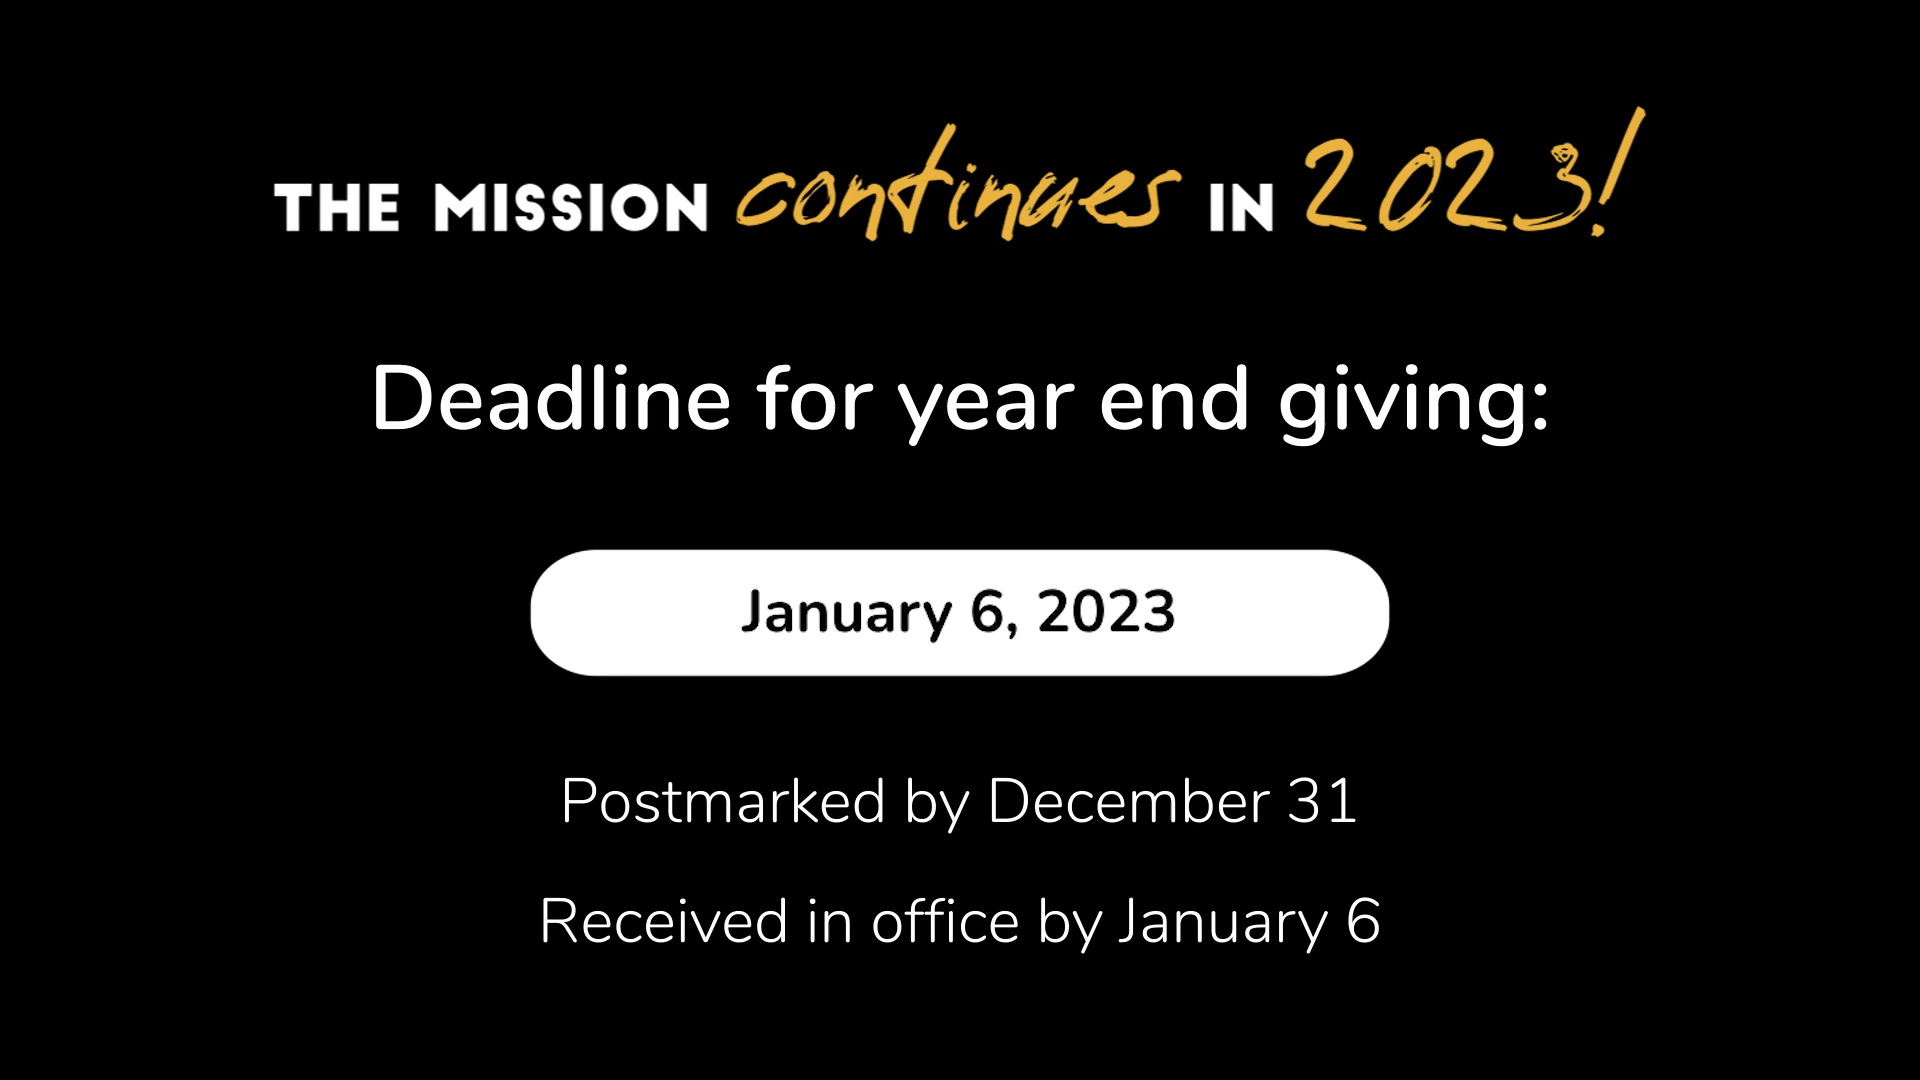 THE MISSION continues IN 2023!
Deadline for year end giving:
January 6, 2023
Postmarked by December 31
Received in office by January 6